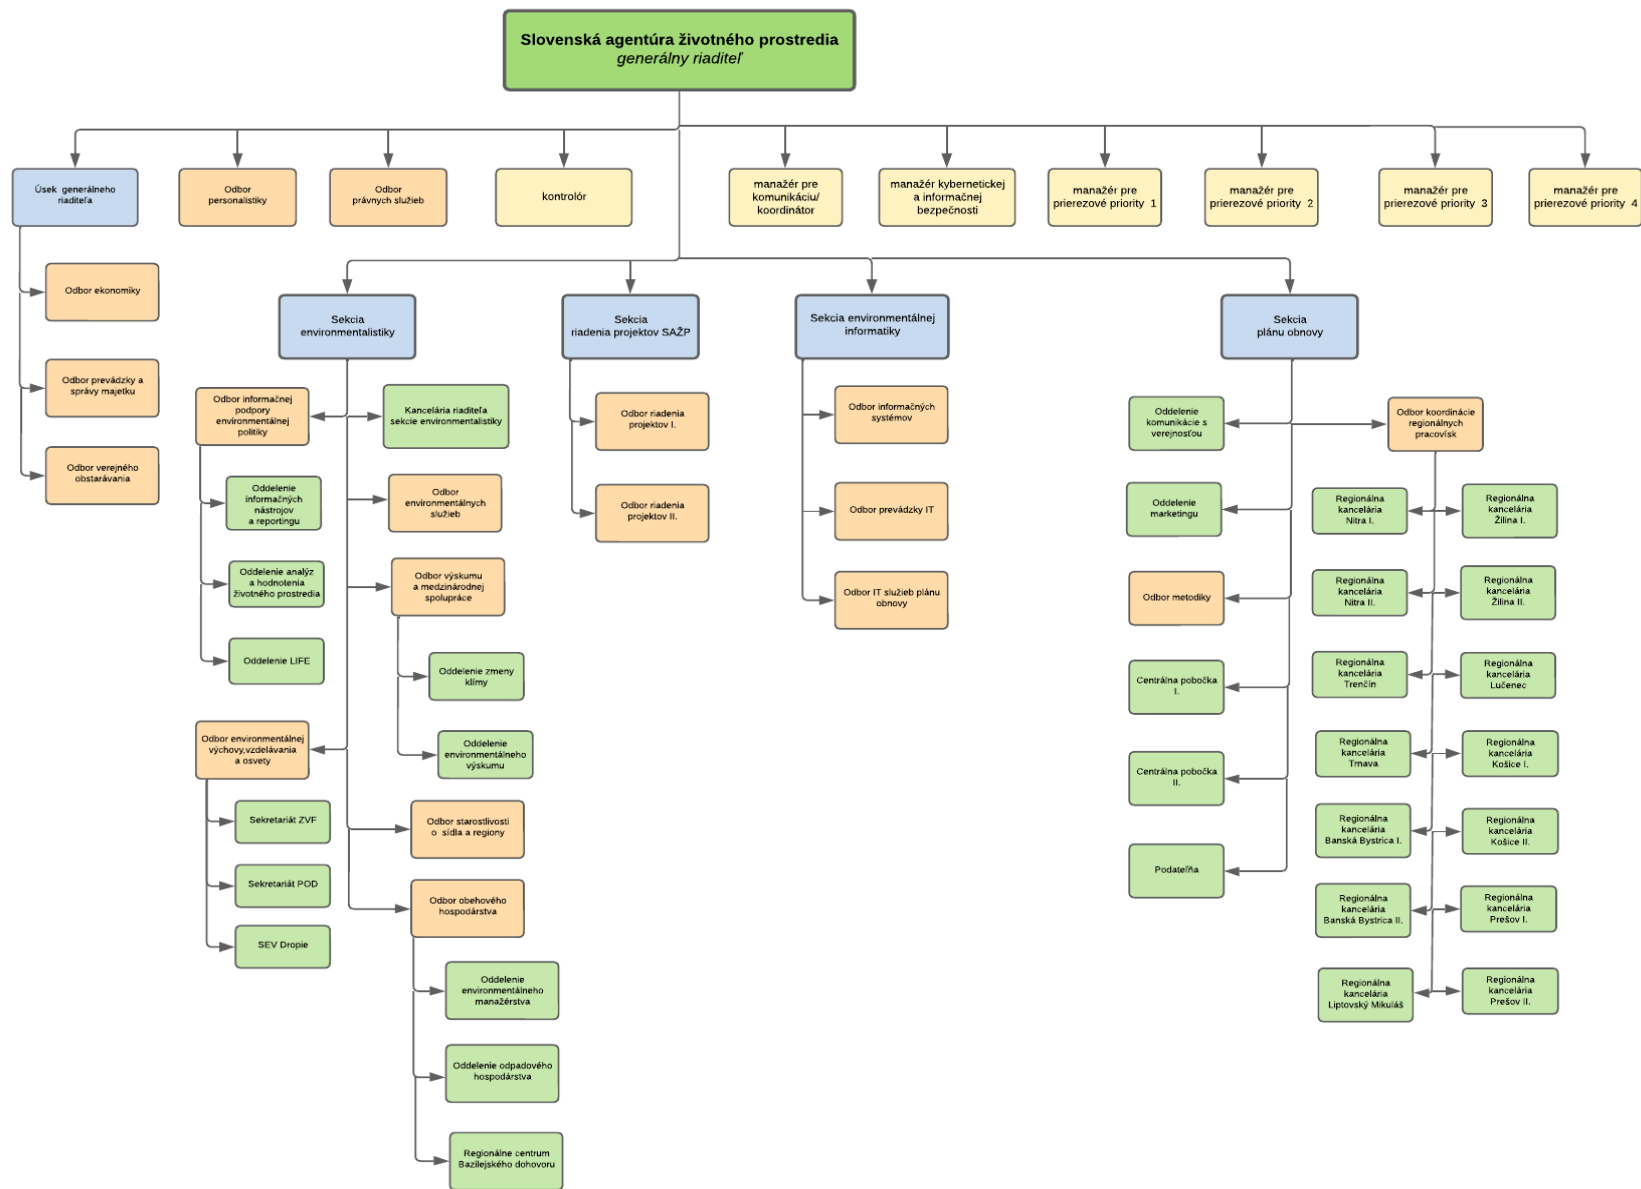 Slovenská agentúra životného prostredia
generálny riaditeľ
Úsek generálneho
riaditeľa
Odbor
personalistiky
Odbor
právnych služieb
kontrolór
manažér pre
komunikáciu/
koordinátor
manažér kybernetickej
a informačnej
bezpečnosti
manažér pre
prierezové priority 1
manažér pre
prierezové priority 2
manažér pre
prierezové priority 3
manažér pre
prierezové priority 4
Odbor ekonomiky
Odbor prevádzky a
správy majetku
Odbor verejného
obstarávania
Sekcia
environmentalistiky
Sekcia
riadenia projektov SAŽP
Sekcia environmentálnej
informatiky
Sekcia
plánu obnovy
Odbor informačnej
podpory
environmentálnej
politiky
Kancelária riaditeľa
sekcie environmentalistiky
Oddelenie
informačných
nástrojov
a reportingu
Odbor
environmentálnych
služieb
Oddelenie analýz
a hodnotenia
životného prostredia
Odbor výskumu
a medzinárodnej
spolupráce
Oddelenie LIFE
Oddelenie zmeny
klímy
Oddelenie
environmentálneho
výskumu
Odbor environmentálnej
výchovy,vzdelávania
a osvety
Sekretariát ZVF
Sekretariát POD
SEV Dropie
Odbor starostlivosti
o sídla a regiony
Odbor obehového
hospodárstva
Oddelenie
environmentálneho
manažérstva
Oddelenie odpadového
hospodárstva
Regionálne centrum
Bazilejského dohovoru
Odbor riadenia
projektov I.
Odbor riadenia
projektov II.
Odbor informačných
systémov
Odbor prevádzky IT
Odbor IT služieb plánu
obnovy
Oddelenie
komunikácie s
verejnosťou
Oddelenie
marketingu
Odbor metodiky
Centrálna pobočka
I.
Centrálna pobočka
II.
Podateľňa
Odbor koordinácie
regionálnych
pracovísk
Regionálna
kancelária
Nitra I.
Regionálna
kancelária
Žilina I.
Regionálna
kancelária
Nitra II.
Regionálna
kancelária
Žilina II.
Regionálna
kancelária
Trenčín
Regionálna
kancelária
Lučenec
Regionálna
kancelária
Trnava
Regionálna
kancelária
Košice I.
Regionálna
kancelária
Banská Bystrica I.
Regionálna
kancelária
Košice II.
Regionálna
kancelária
Banská Bystrica II.
Regionálna
kancelária
Prešov I.
Regionálna
kancelária
Liptovský Mikuláš
Regionálna
kancelária
Prešov II.